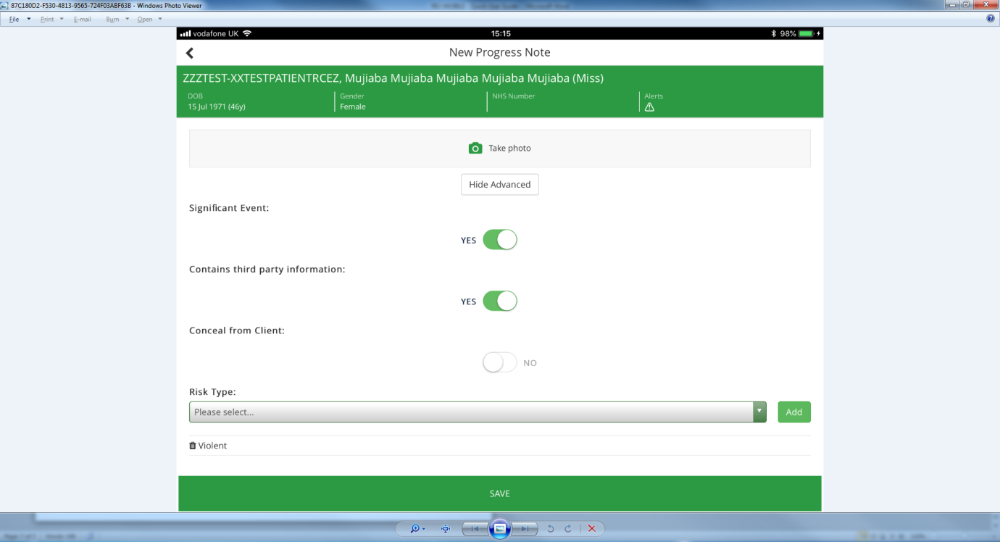 87C180D2-F530-4813-9565-724F03ABF63B - Windows Photo Viewer
File Print E-mail Burn Open
vodafone UK 15:15 98%
New Progress Note
ZZZTEST-XXTESTPATIENTRCEZ, Mujiaba Mujiaba Mujiaba Mujiaba Mujiaba (Miss)
DOB Gender NHS Number Alerts
15 Jul 1971 (46y) Female
Take photo
Hide Advanced
Significant Event:
YES
Contains third party information:
YES
Conceal from Client:
NO
Risk Type:
Please select... Add
Violent
SAVE